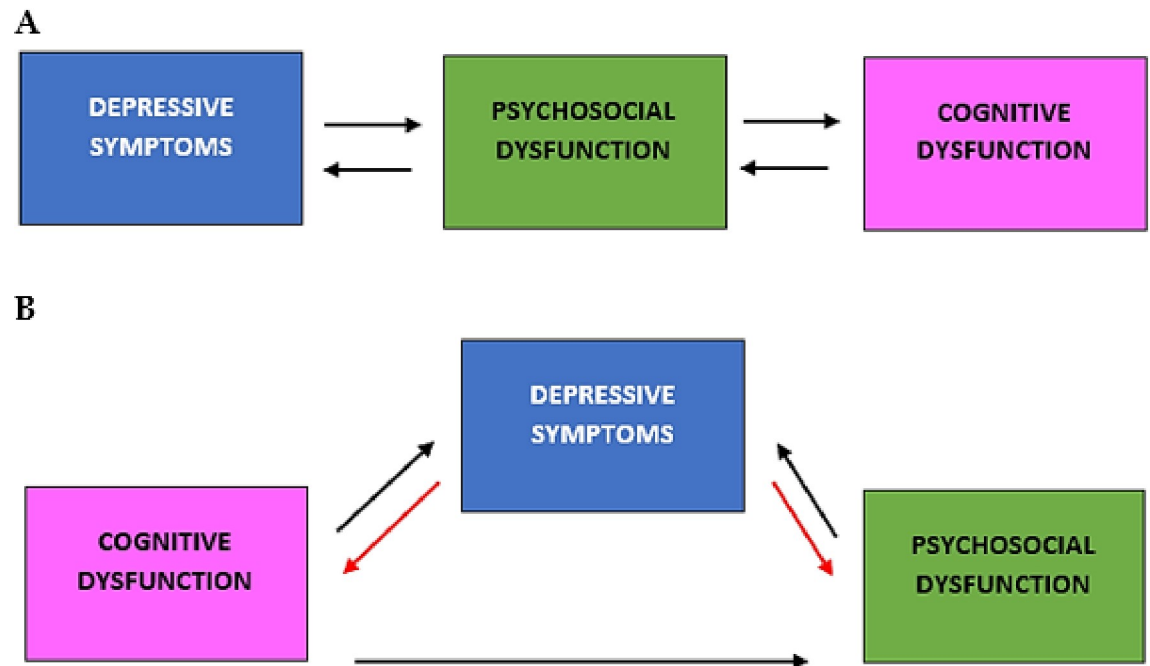 A
DEPRESSIVE
SYMPTOMS
PSYCHOSOCIAL
DYSFUNCTION
COGNITIVE
DYSFUNCTION
B
DEPRESSIVE
SYMPTOMS
COGNITIVE
DYSFUNCTION
PSYCHOSOCIAL
DYSFUNCTION